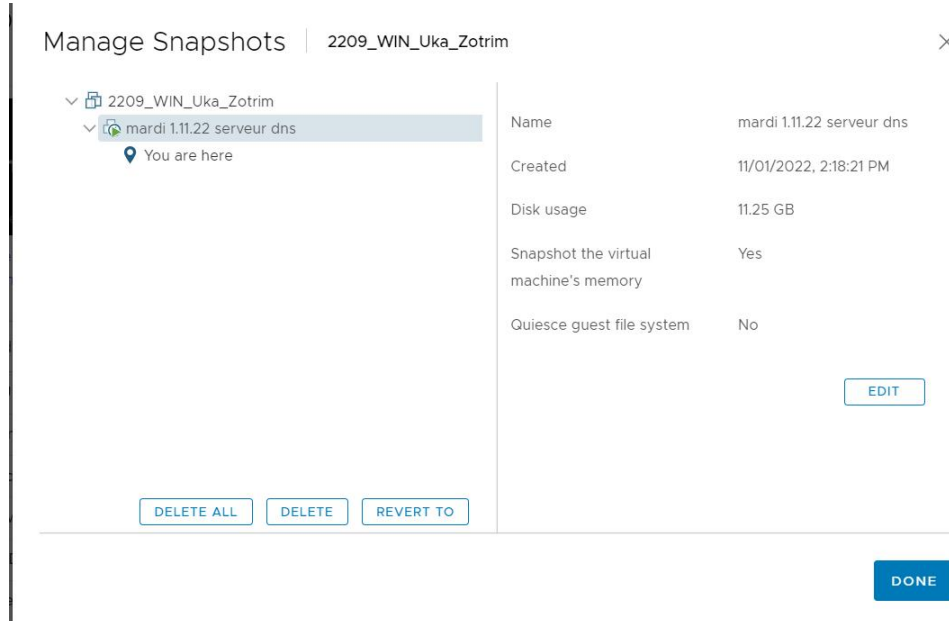 Manage Snapshots 2209_WIN_Uka_Zotrim
2209_WIN_Uka_Zotrim
mardi 1.11.22 serveur dns
You are here
Name mardi 1.11.22 serveur dns
Created 11/01/2022, 2:18:21 PM
Disk usage 11.25 GB
Snapshot the virtual Yes
machine's memory
Quiesce guest file system No
EDIT
DELETE ALL DELETE REVERT TO
DONE